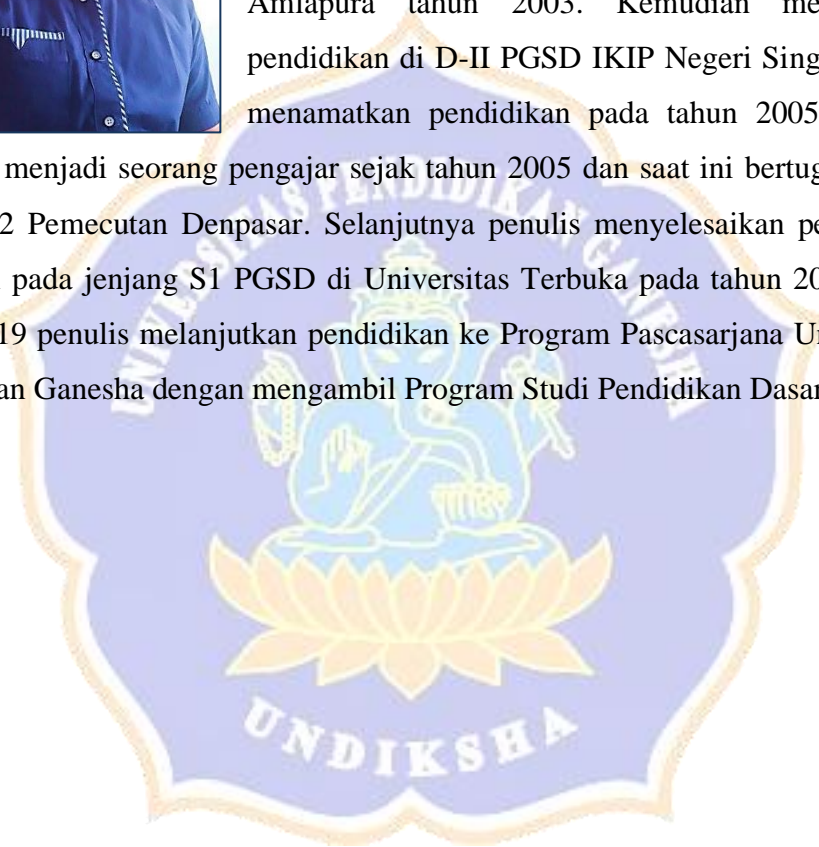 Amlapura tahun 2003. Kemudian me
pendidikan di D-II PGSD IKIP Negeri Sing
menamatkan pendidikan pada tahun 2005
menjadi seorang pengajar sejak tahun 2005 dan saat ini bertug
2 Pemecutan Denpasar. Selanjutnya penulis menyelesaikan pe
pada jenjang S1 PGSD di Universitas Terbuka pada tahun 20
19 penulis melanjutkan pendidikan ke Program Pascasarjana U
an Ganesha dengan mengambil Program Studi Pendidikan Dasar
UNIVERSITAS PENDIDIKAN GANESHA
UNDIKSHA